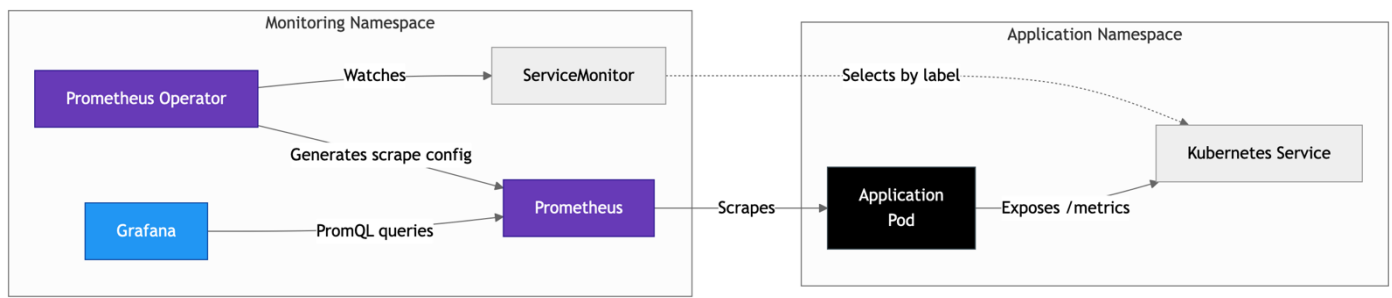 Monitoring Namespace
Prometheus Operator
Watches
ServiceMonitor
Generates scrape config
Grafana
PromQL queries
Prometheus
Scrapes
Application Namespace
Selects by label
Kubernetes Service
Application
Pod
Exposes /metrics